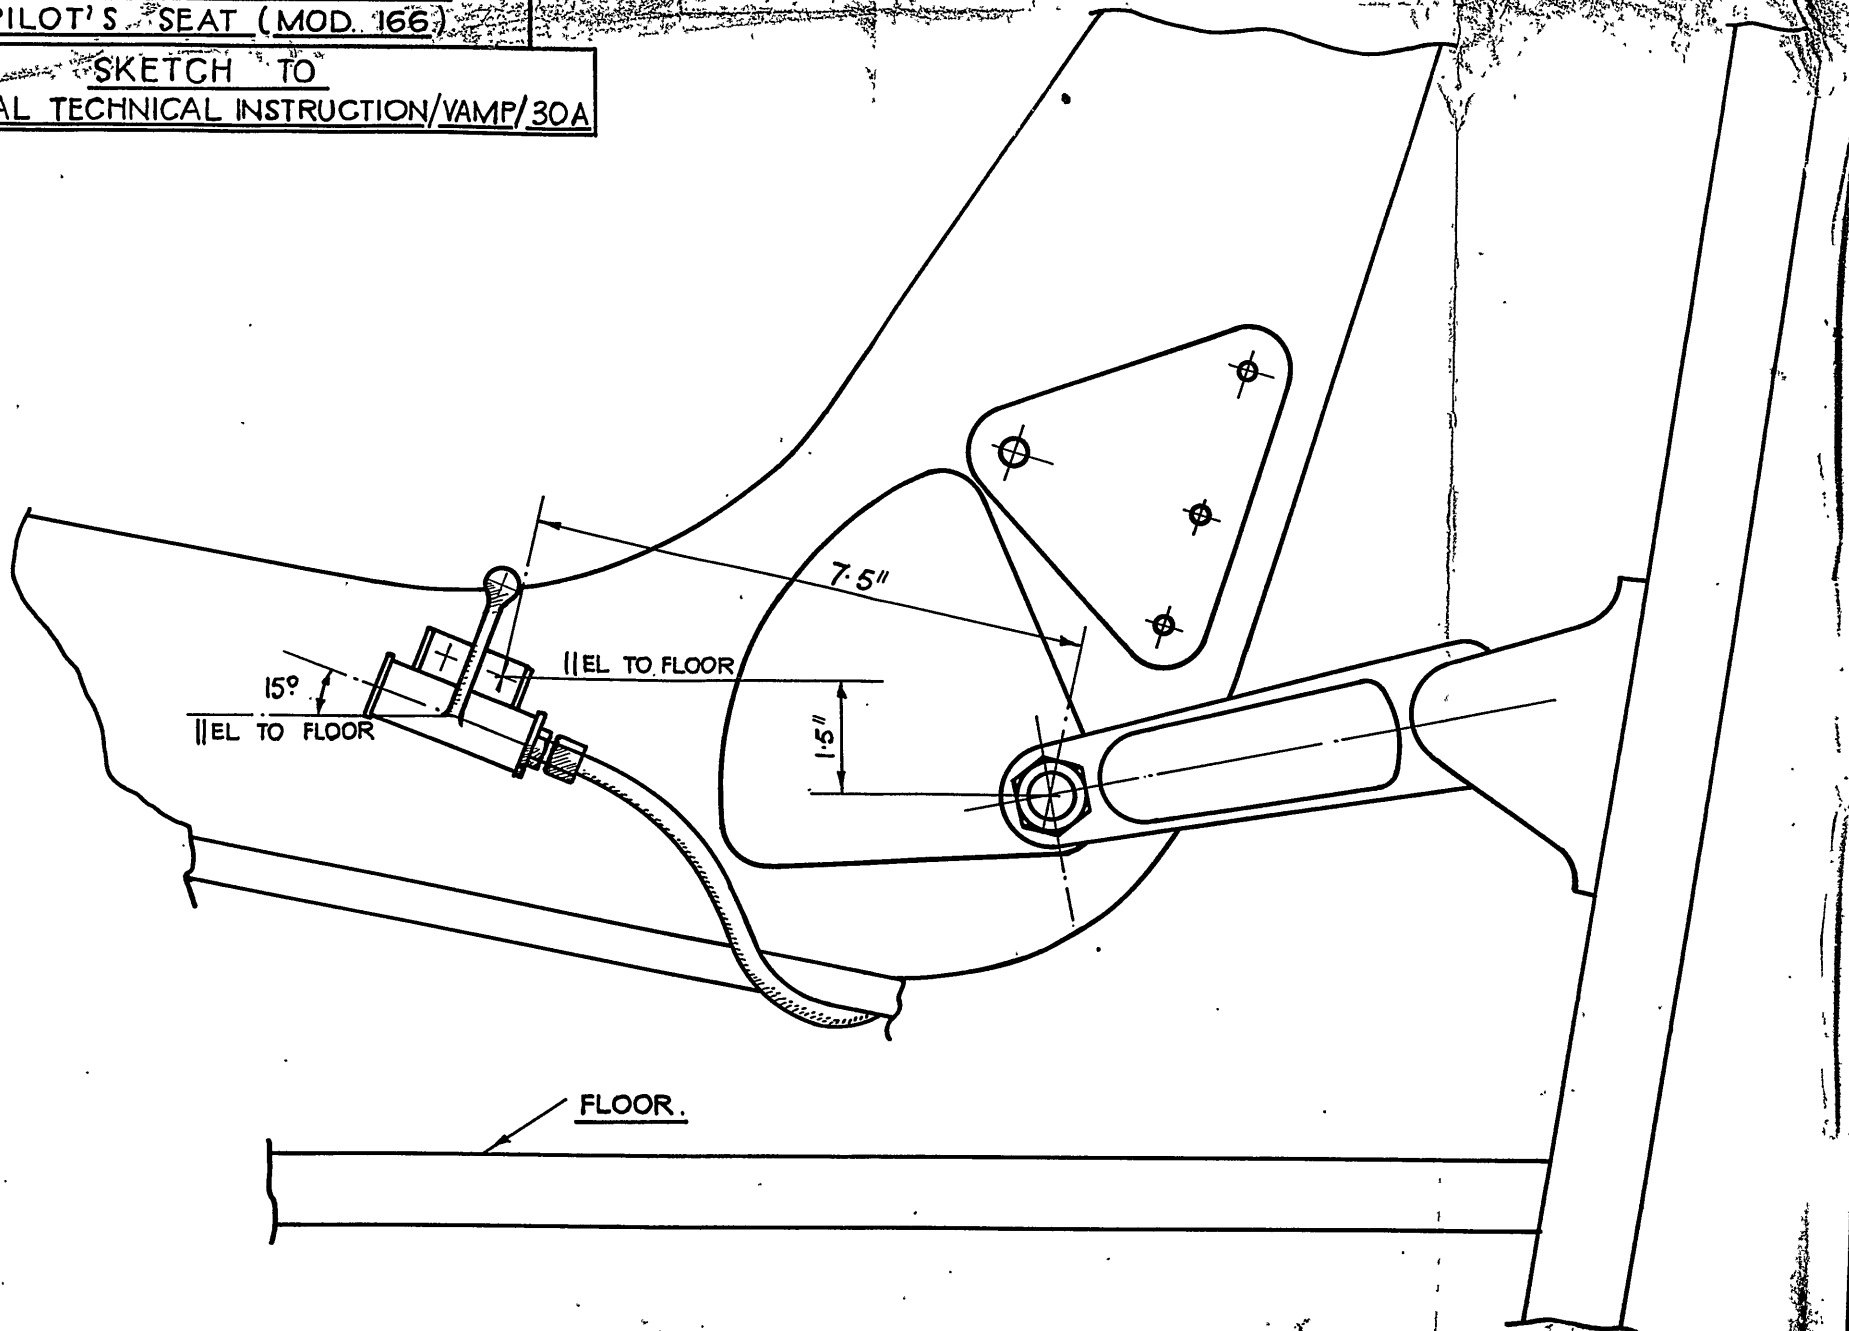 PILOT'S SEAT (MOD. 166)
SKETCH TO
AL TECHNICAL INSTRUCTION/VAMP/30A
7.5"
||EL TO FLOOR
15°
||EL TO FLOOR
1.5"
FLOOR.